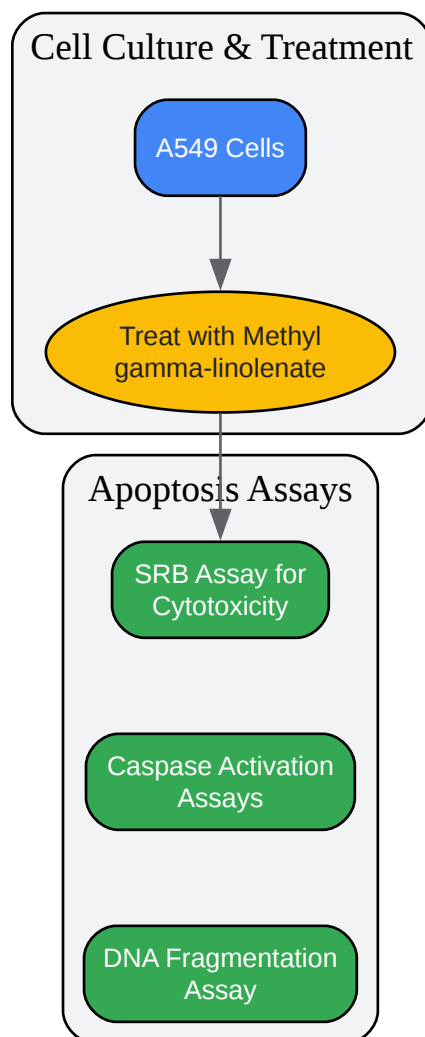 Cell Culture & Treatment
A549 Cells
Treat with Methyl
gamma-linolenate
Apoptosis Assays
SRB Assay for
Cytotoxicity
Caspase Activation
Assays
DNA Fragmentation
Assay